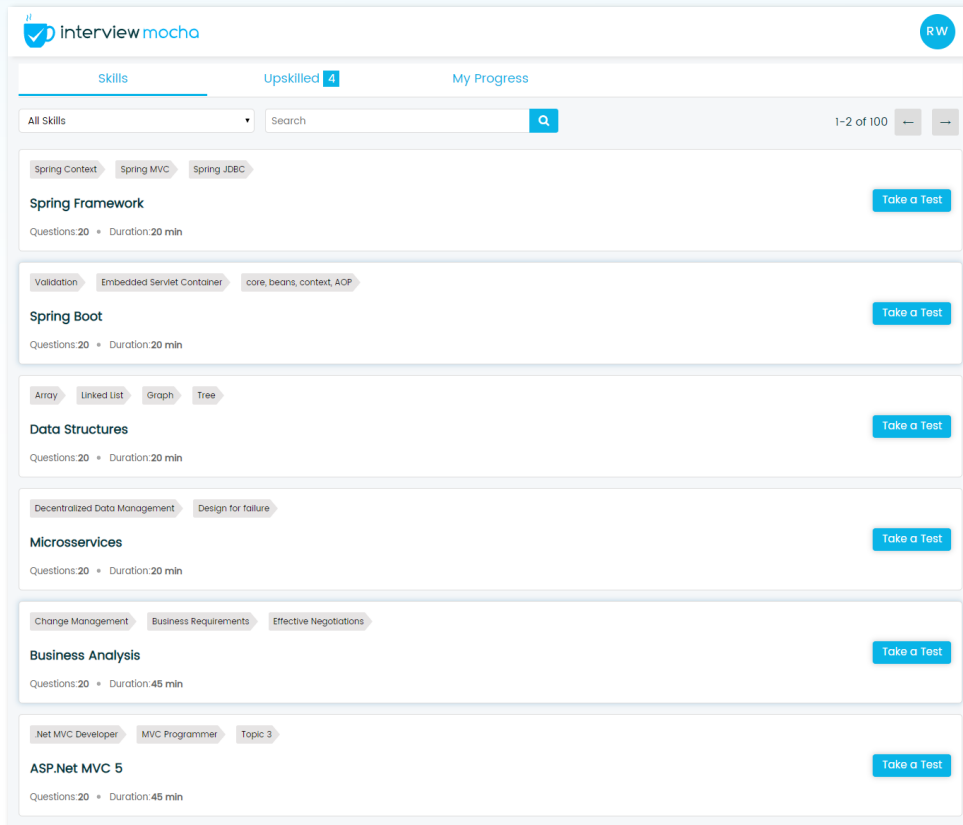 interview mocha
RW
Skills Upskilled 4 My Progress
All Skills Search 1-2 of 100 ← →
Spring Context Spring MVC Spring JDBC
Spring Framework
Take a Test
Questions:20 • Duration:20 min
Validation Embedded Servlet Container core, beans, context, AOP
Spring Boot
Take a Test
Questions:20 • Duration:20 min
Array Linked List Graph Tree
Data Structures
Take a Test
Questions:20 • Duration:20 min
Decentralized Data Management Design for failure
Microsservices
Take a Test
Questions:20 • Duration:20 min
Change Management Business Requirements Effective Negotiations
Business Analysis
Take a Test
Questions:20 • Duration:45 min
.Net MVC Developer MVC Programmer Topic 3
ASP.Net MVC 5
Take a Test
Questions:20 • Duration:45 min